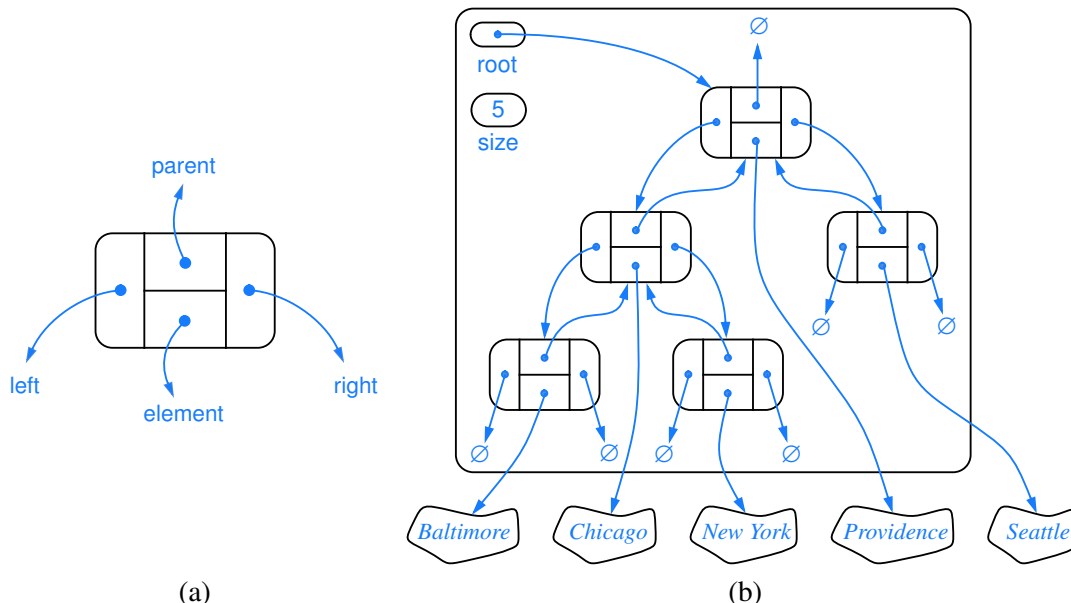 parent
left
right
element
(a)
∅
root
5
size
∅
∅
∅
∅
∅
∅
Baltimore
Chicago
New York
Providence
Seattle
(b)